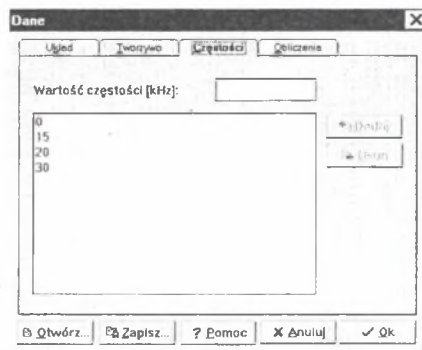 Dane
Układ Tworzywo Częstości Obliczenia
Wartość częstości [kHz]:
Dodaj
0
15
Usuń
20
30
Otwórz... Zapisz... ? Pomoc X Anuluj Ok